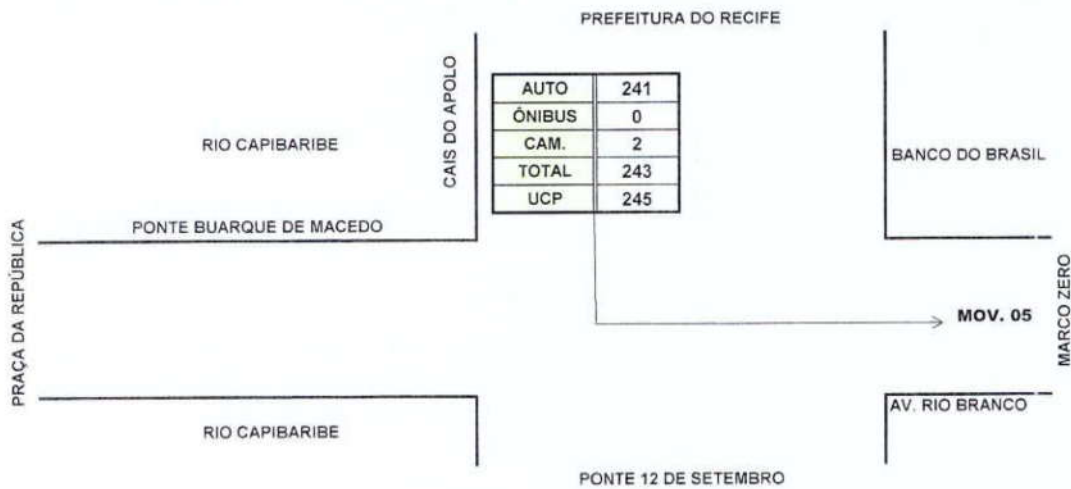 PREFEITURA DO RECIFE
CAIS DO APOLO
AUTO 241
ÔNIBUS 0
CAM. 2
TOTAL 243
UCP 245
RIO CAPIBARIBE
BANCO DO BRASIL
PONTE BUARQUE DE MACEDO
PRAÇA DA REPÚBLICA
MOV. 05
MARCO ZERO
AV. RIO BRANCO
RIO CAPIBARIBE
PONTE 12 DE SETEMBRO